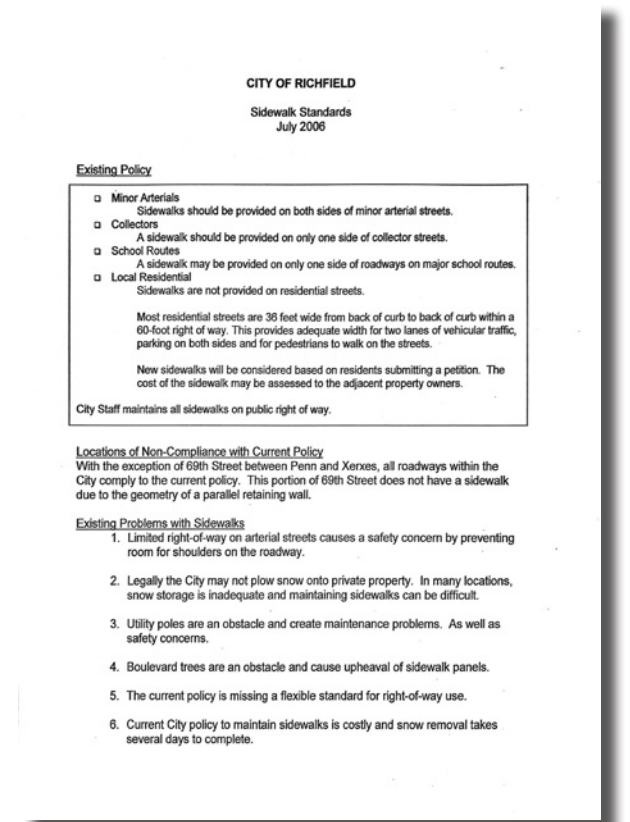 CITY OF RICHFIELD
Sidewalk Standards
July 2006
Existing Policy
Minor Arterials
Sidewalks should be provided on both sides of minor arterial streets.
Collectors
A sidewalk should be provided on only one side of collector streets.
School Routes
A sidewalk may be provided on only one side of roadways on major school routes.
Local Residential
Sidewalks are not provided on residential streets.
Most residential streets are 36 feet wide from back of curb to back of curb within a
60-foot right of way. This provides adequate width for two lanes of vehicular traffic,
parking on both sides and for pedestrians to walk on the streets.
New sidewalks will be considered based on residents submitting a petition. The
cost of the sidewalk may be assessed to the adjacent property owners.
City Staff maintains all sidewalks on public right of way.
Locations of Non-Compliance with Current Policy
With the exception of 69th Street between Penn and Xerxes, all roadways within the
City comply to the current policy. This portion of 69th Street does not have a sidewalk
due to the geometry of a parallel retaining wall.
Existing Problems with Sidewalks
1. Limited right-of-way on arterial streets causes a safety concern by preventing
room for shoulders on the roadway.
2. Legally the City may not plow snow onto private property. In many locations,
snow storage is inadequate and maintaining sidewalks can be difficult.
3. Utility poles are an obstacle and create maintenance problems. As well as
safety concerns.
4. Boulevard trees are an obstacle and cause upheaval of sidewalk panels.
5. The current policy is missing a flexible standard for right-of-way use.
6. Current City policy to maintain sidewalks is costly and snow removal takes
several days to complete.